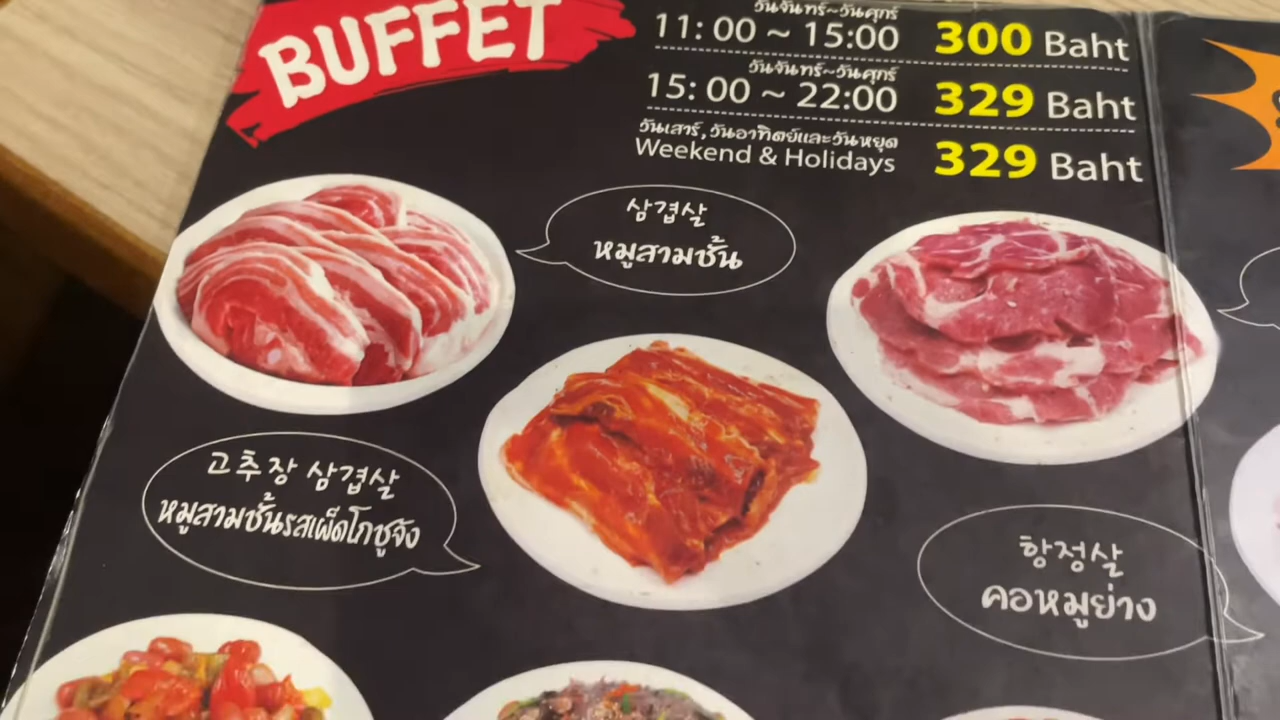 BUFFET
วันจันทร์~วันศุกร์
11: 00 ~ 15:00 300 Baht
วันจันทร์~วันศุกร์
15: 00 ~ 22:00 329 Baht
วันเสาร์, วันอาทิตย์และวันหยุด
Weekend & Holidays 329 Baht
삼겹살
หมูสามชั้น
고추장 삼겹살
หมูสามชั้นรสเผ็ดโกชูจัง
항정살
คอหมูย่าง